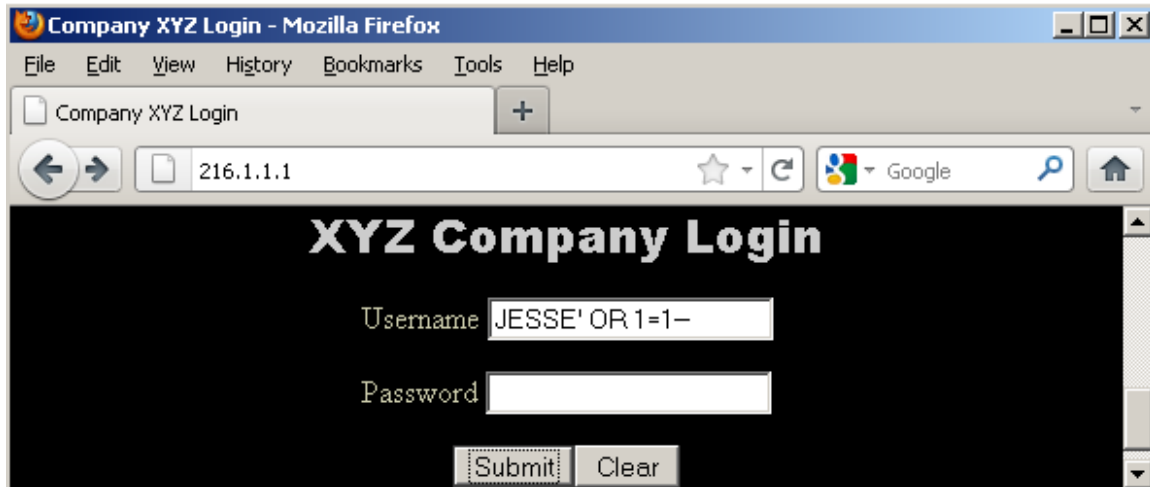 Company XYZ Login - Mozilla Firefox
File Edit View History Bookmarks Tools Help
Company XYZ Login
216.1.1.1 Google
XYZ Company Login
Username JESSE' OR 1=1--
Password
Submit Clear